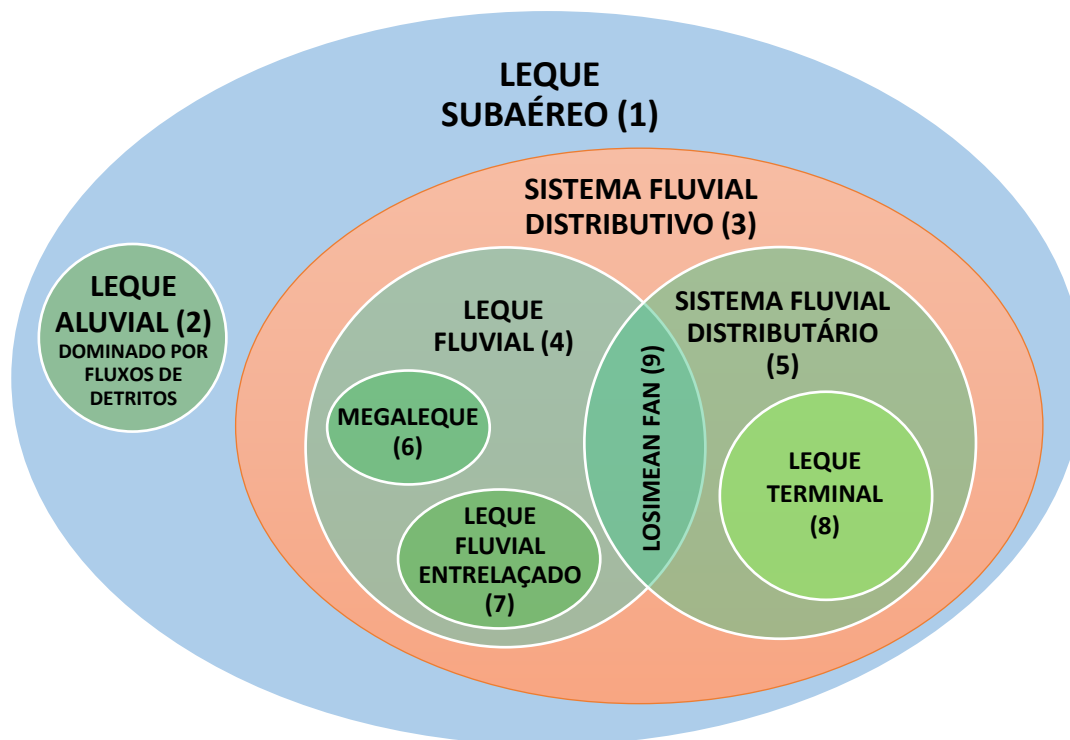 LEQUE
SUBAÉREO (1)
SISTEMA FLUVIAL
DISTRIBUTIVO (3)
LEQUE
ALUVIAL (2)
DOMINADO POR
FLUXOS DE
DETRITOS
LEQUE
FLUVIAL (4)
SISTEMA FLUVIAL
DISTRIBUTÁRIO
(5)
MEGALEQUE
(6)
LEQUE
FLUVIAL
ENTRELAÇADO
(7)
LOSIMEAN FAN (9)
LEQUE
TERMINAL
(8)